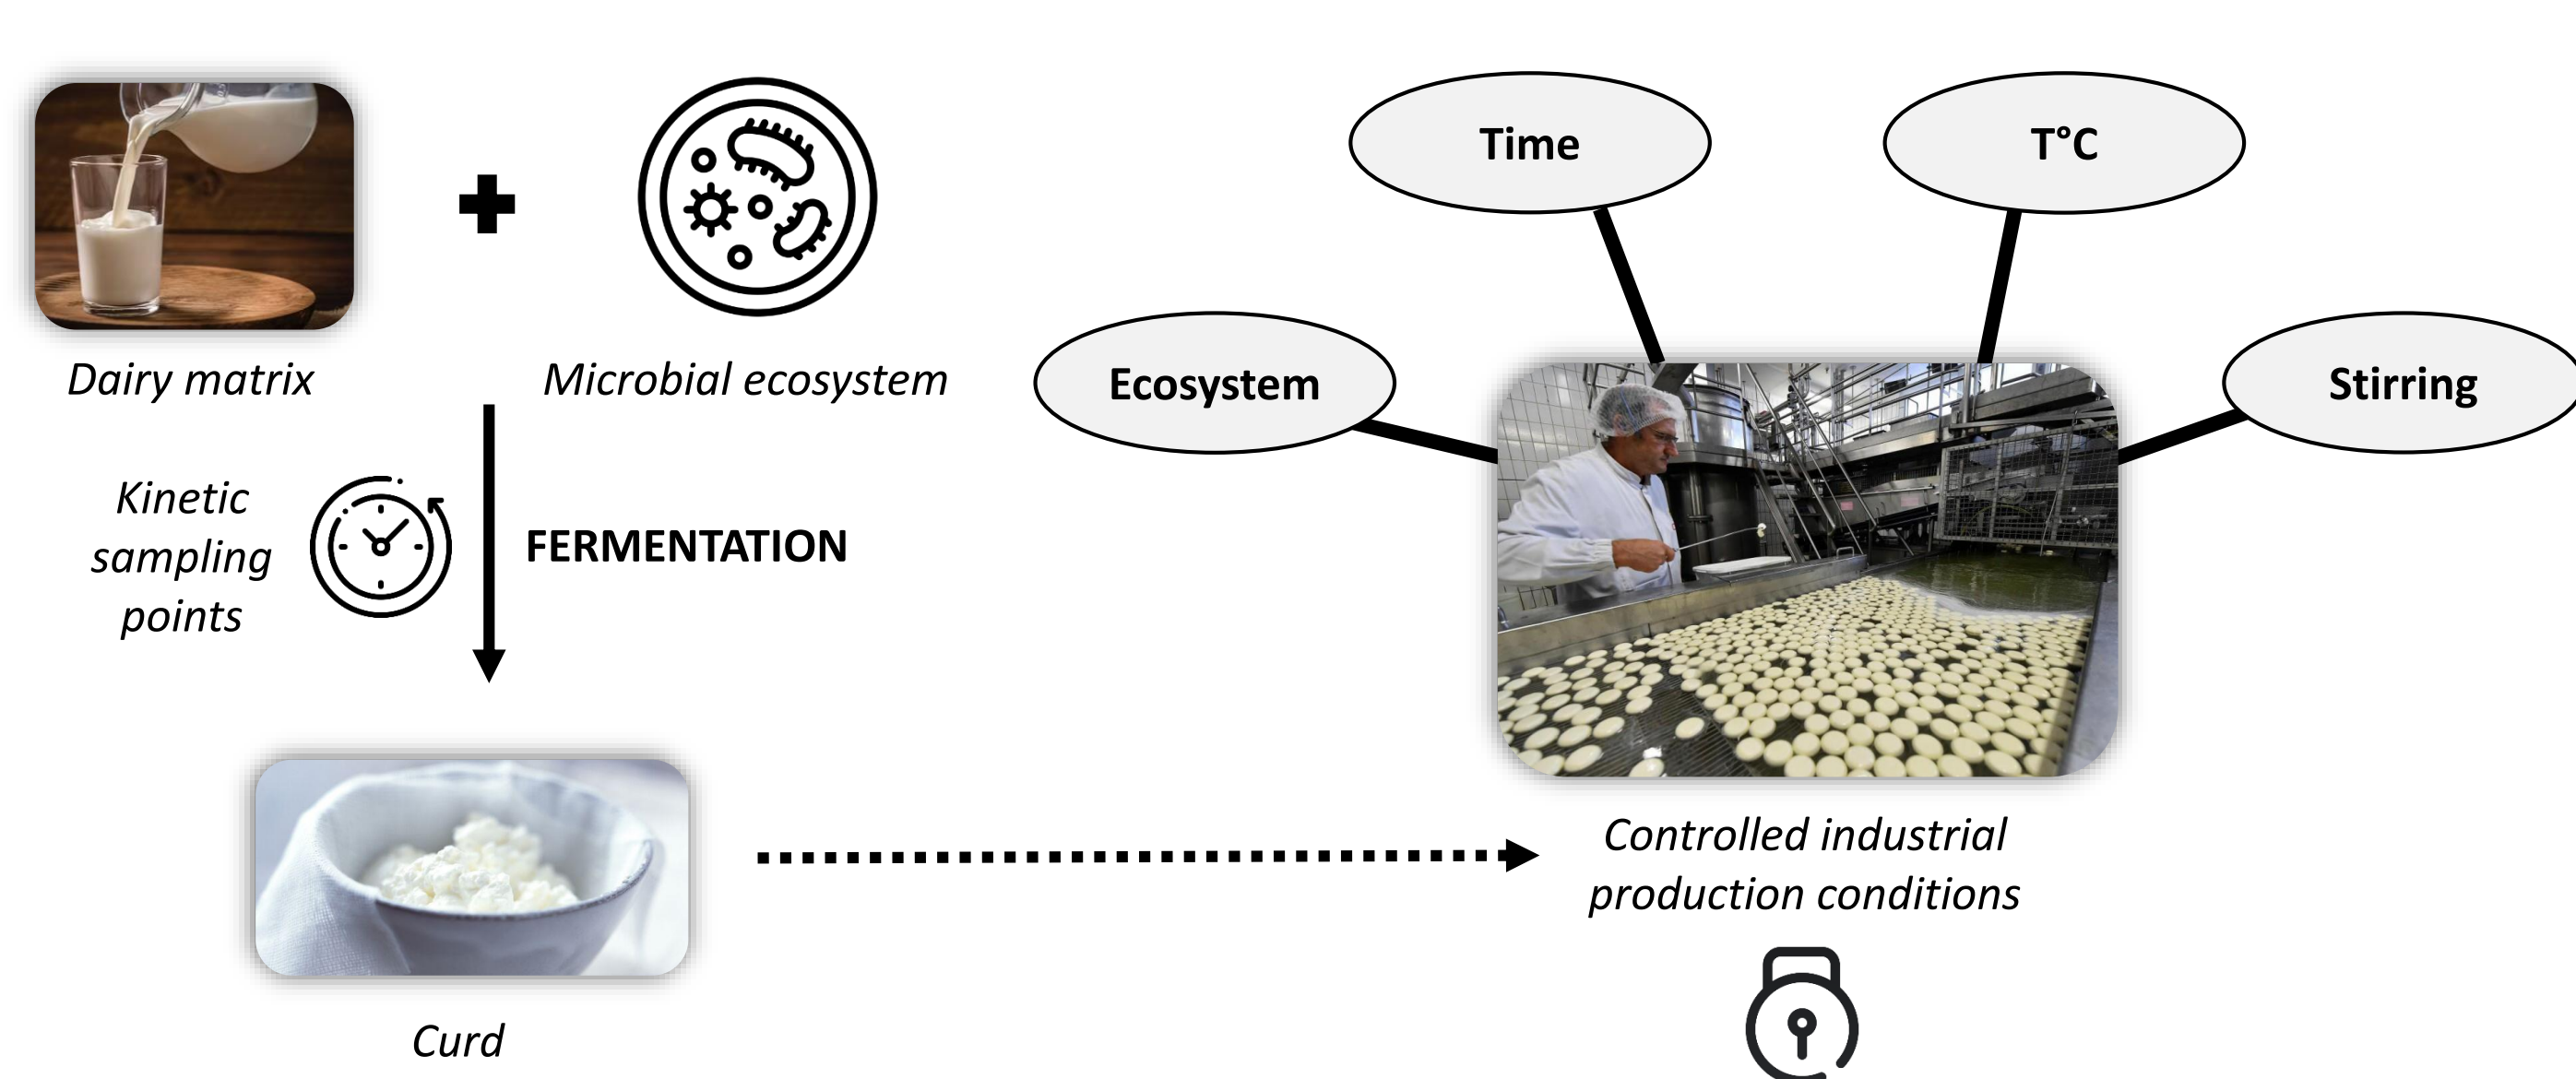 Dairy matrix
Microbial ecosystem
Kinetic
sampling
points
FERMENTATION
Curd
Ecosystem
Time
T°C
Stirring
Controlled industrial
production conditions